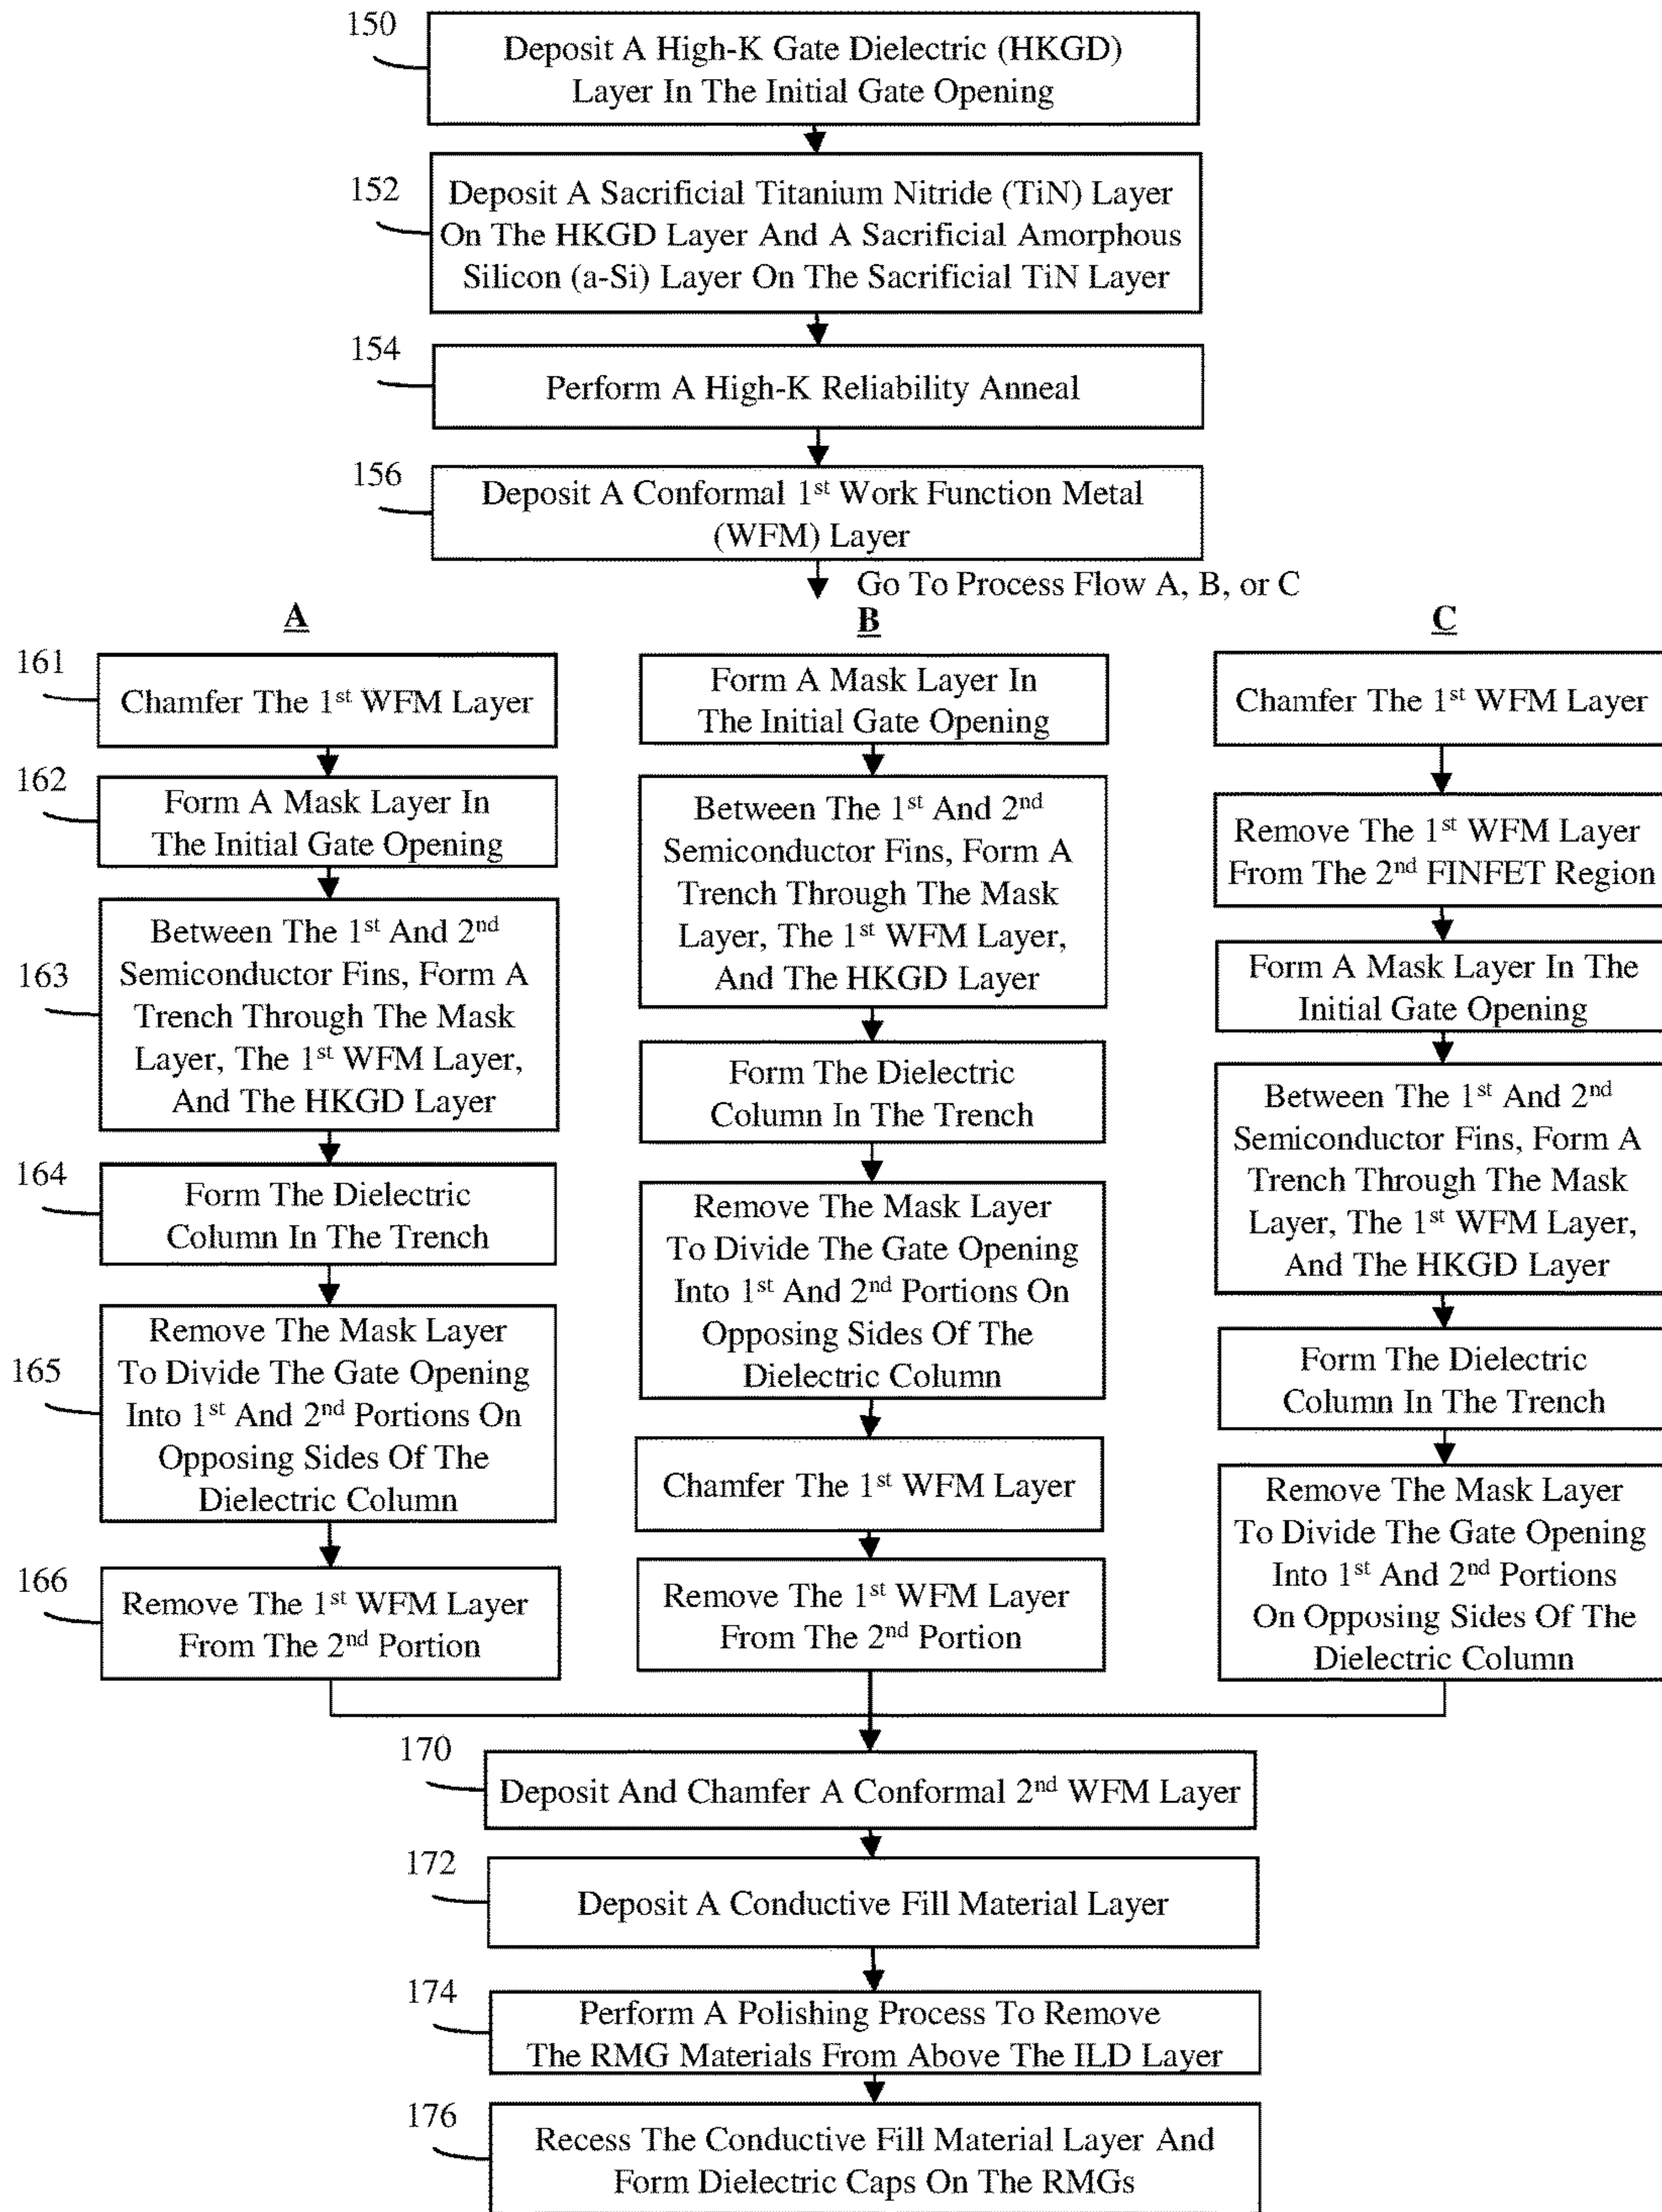 150
Deposit A High-K Gate Dielectric (HKGD)
Layer In The Initial Gate Opening
152
Deposit A Sacrificial Titanium Nitride (TiN) Layer
On The HKGD Layer And A Sacrificial Amorphous
Silicon (a-Si) Layer On The Sacrificial TiN Layer
154
Perform A High-K Reliability Anneal
156
Deposit A Conformal 1st Work Function Metal
(WFM) Layer
Go To Process Flow A, B, or C
A
161
Chamfer The 1st WFM Layer
162
Form A Mask Layer In
The Initial Gate Opening
163
Between The 1st And 2nd
Semiconductor Fins, Form A
Trench Through The Mask
Layer, The 1st WFM Layer,
And The HKGD Layer
164
Form The Dielectric
Column In The Trench
165
Remove The Mask Layer
To Divide The Gate Opening
Into 1st And 2nd Portions On
Opposing Sides Of The
Dielectric Column
166
Remove The 1st WFM Layer
From The 2nd Portion
B
Form A Mask Layer In
The Initial Gate Opening
Between The 1st And 2nd
Semiconductor Fins, Form A
Trench Through The Mask
Layer, The 1st WFM Layer,
And The HKGD Layer
Form The Dielectric
Column In The Trench
Remove The Mask Layer
To Divide The Gate Opening
Into 1st And 2nd Portions On
Opposing Sides Of The
Dielectric Column
Chamfer The 1st WFM Layer
Remove The 1st WFM Layer
From The 2nd Portion
C
Chamfer The 1st WFM Layer
Remove The 1st WFM Layer
From The 2nd FINFET Region
Form A Mask Layer In The
Initial Gate Opening
Between The 1st And 2nd
Semiconductor Fins, Form A
Trench Through The Mask
Layer, The 1st WFM Layer,
And The HKGD Layer
Form The Dielectric
Column In The Trench
Remove The Mask Layer
To Divide The Gate Opening
Into 1st And 2nd Portions
On Opposing Sides Of The
Dielectric Column
170
Deposit And Chamfer A Conformal 2nd WFM Layer
172
Deposit A Conductive Fill Material Layer
174
Perform A Polishing Process To Remove
The RMG Materials From Above The ILD Layer
176
Recess The Conductive Fill Material Layer And
Form Dielectric Caps On The RMGs